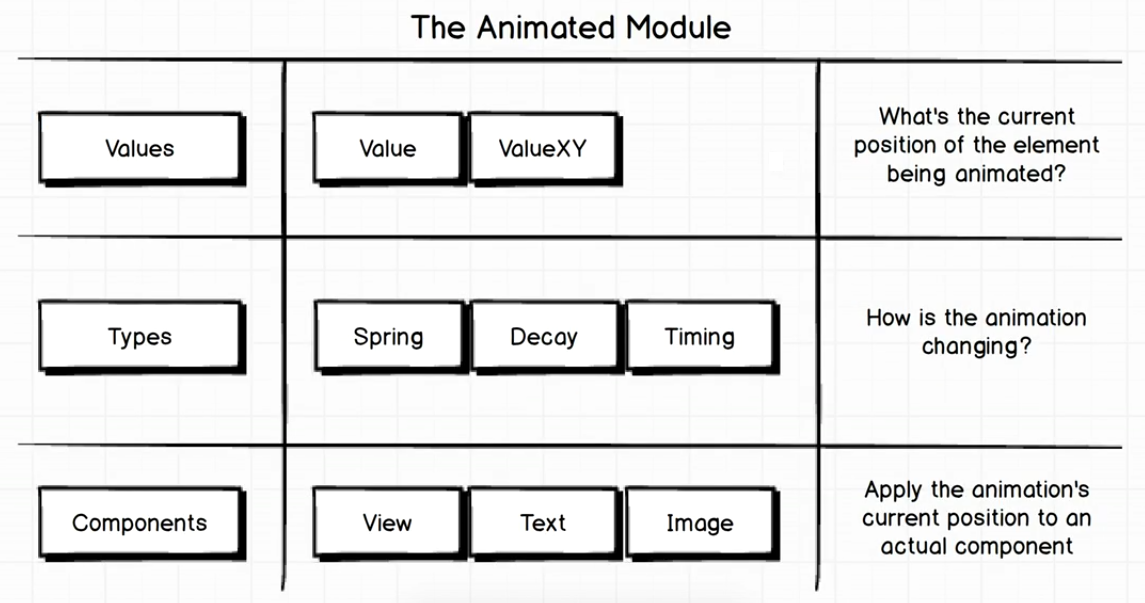 The Animated Module
Values
Value
ValueXY
What's the current
position of the element
being animated?
Types
Spring
Decay
Timing
How is the animation
changing?
Components
View
Text
Image
Apply the animation's
current position to an
actual component